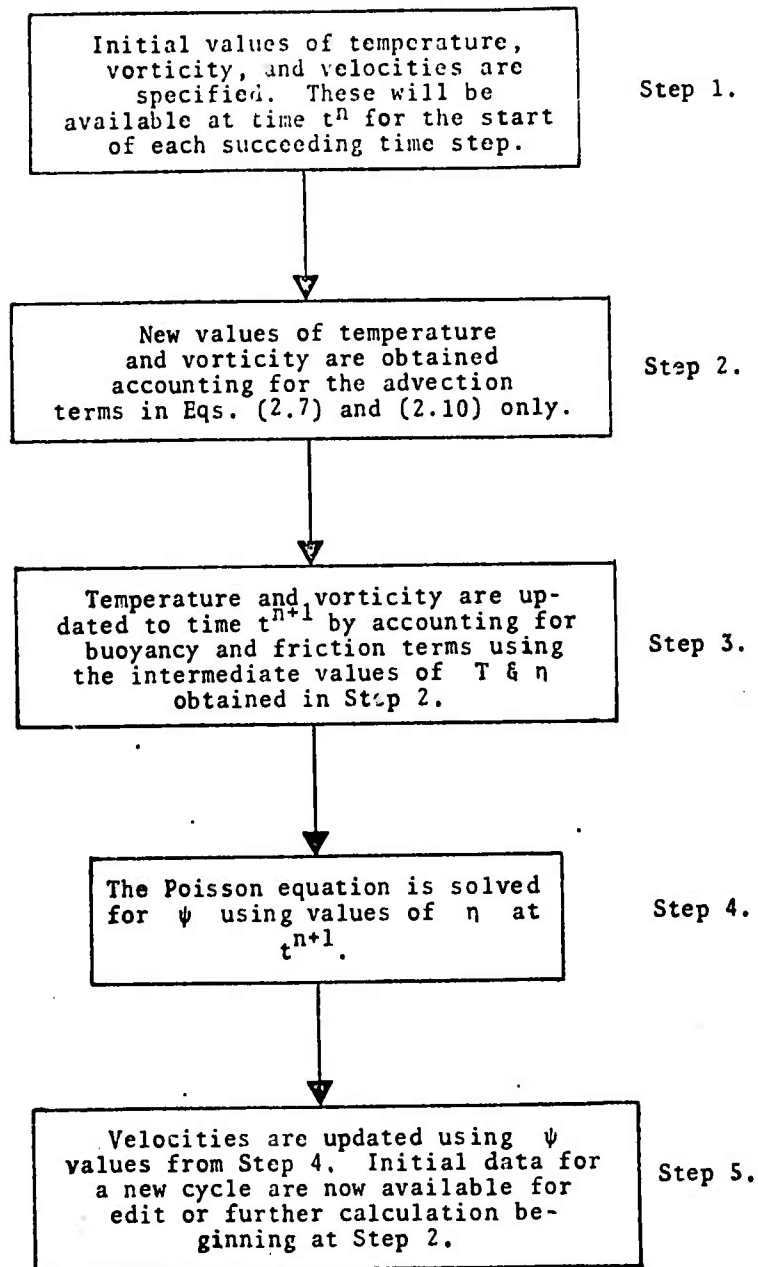 Initial values of temperature,
vorticity, and velocities are
specified. These will be
available at time tⁿ for the start
of each succeeding time step.
Step 1.
New values of temperature
and vorticity are obtained
accounting for the advection
terms in Eqs. (2.7) and (2.10) only.
Step 2.
Temperature and vorticity are up-
dated to time tⁿ⁺¹ by accounting for
buoyancy and friction terms using
the intermediate values of T & η
obtained in Step 2.
Step 3.
The Poisson equation is solved
for ψ using values of η at
tⁿ⁺¹.
Step 4.
Velocities are updated using ψ
values from Step 4. Initial data for
a new cycle are now available for
edit or further calculation be-
ginning at Step 2.
Step 5.